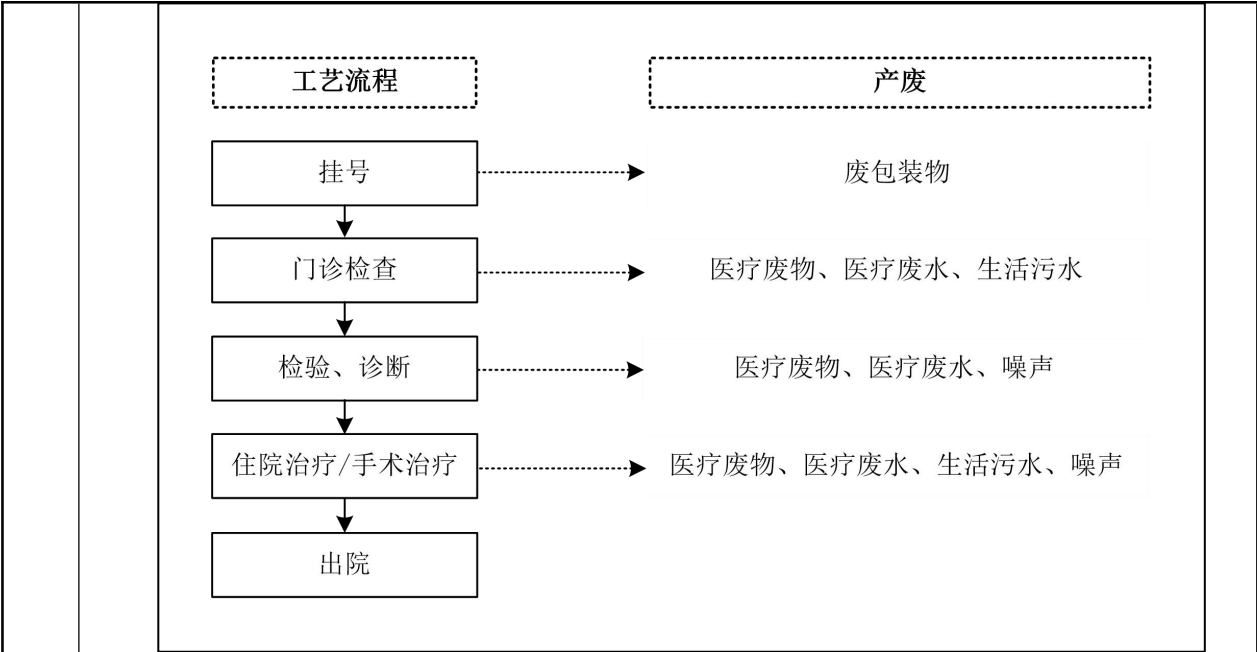 工艺流程 产废
挂号 废包装物
门诊检查 医疗废物、医疗废水、生活污水
检验、诊断 医疗废物、医疗废水、噪声
住院治疗/手术治疗 医疗废物、医疗废水、生活污水、噪声
出院